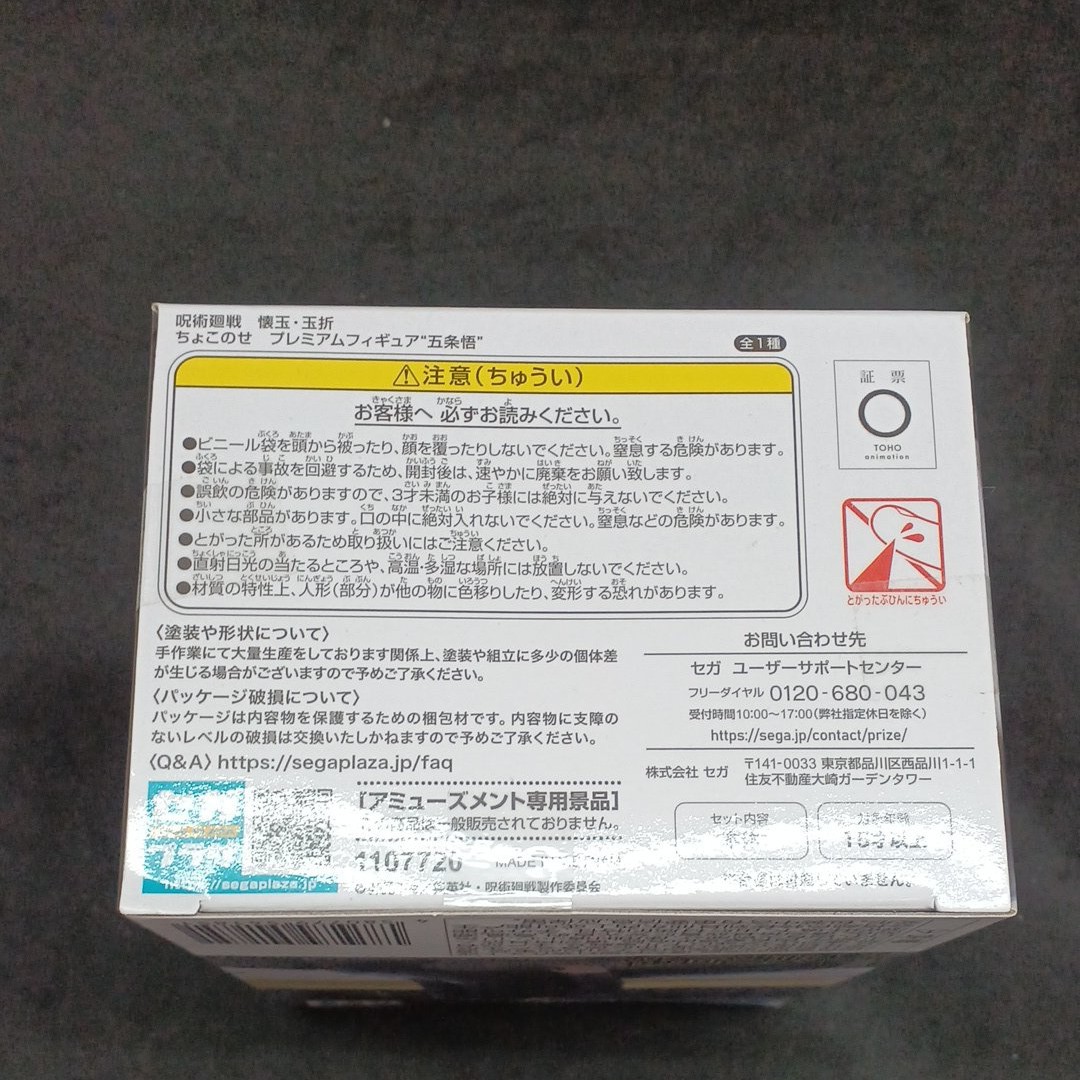 呪術廻戦 懐玉・玉折
ちょこのせ プレミアムフィギュア"五条悟"
全1種
⚠注意(ちゅうい)
お客様へ 必ずお読みください。
●ビニール袋を頭から被ったり、顔を覆ったりしないでください。窒息する危険があります。
●袋による事故を回避するため、開封後は、速やかに廃棄をお願い致します。
●誤飲の危険がありますので、3才未満のお子様には絶対に与えないでください。
●小さな部品があります。口の中に絶対入れないでください。窒息などの危険があります。
●とがった所があるため取り扱いにはご注意ください。
●直射日光の当たるところや、高温・多湿な場所には放置しないでください。
●材質の特性上、人形(部分)が他の物に色移りしたり、変形する恐れがあります。
証票
TOHO
animation
とがったぶひんにちゅうい
〈塗装や形状について〉
手作業にて大量生産をしております関係上、塗装や組立に多少の個体差
が生じる場合がございますので予めご了承ください。
〈パッケージ破損について〉
パッケージは内容物を保護するための梱包材です。内容物に支障の
ないレベルの破損は交換いたしかねますので予めご了承ください。
〈Q&A〉https://segaplaza.jp/faq
お問い合わせ先
セガ ユーザーサポートセンター
フリーダイヤル 0120-680-043
受付時間10:00~17:00(弊社指定休日を除く)
https://sega.jp/contact/prize/
株式会社 セガ
〒141-0033 東京都品川区西品川1-1-1
住友不動産大崎ガーデンタワー
https://segaplaza.jp
[アミューズメント専用景品]
商品は一般販売されておりません。
1107726
MADE IN
集英社・呪術廻戦製作委員会
セット内容
対象年齢
15才以上